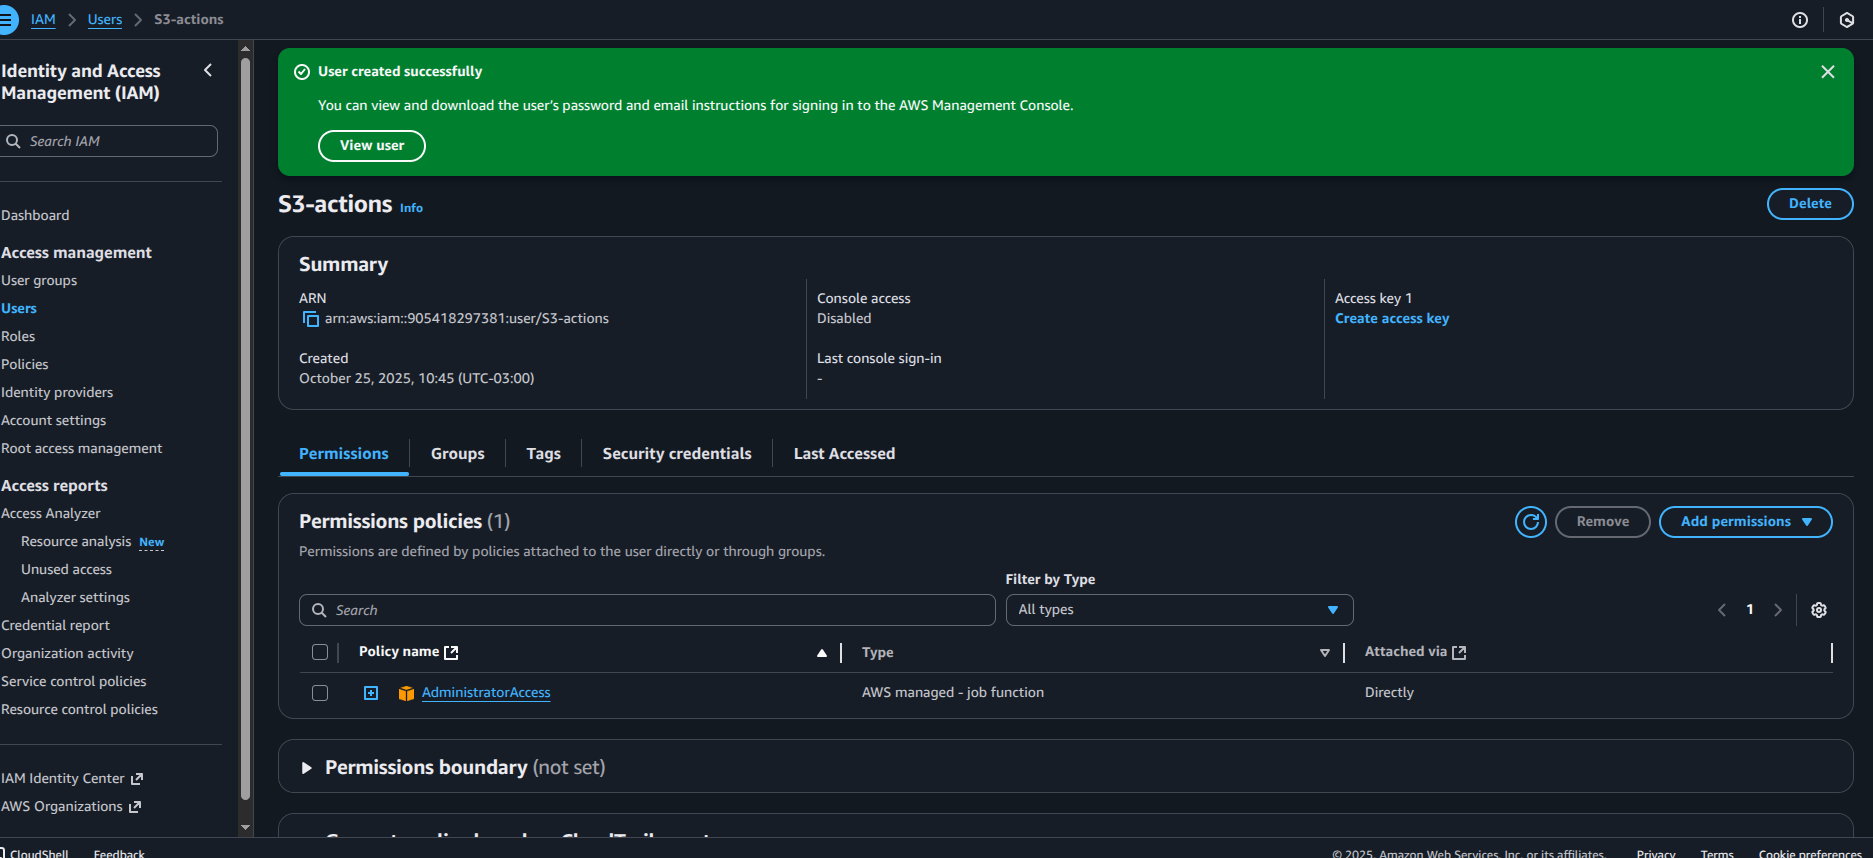 IAM > Users > S3-actions
Identity and Access
Management (IAM)
Search IAM
Dashboard
Access management
User groups
Users
Roles
Policies
Identity providers
Account settings
Root access management
Access reports
Access Analyzer
Resource analysis New
Unused access
Analyzer settings
Credential report
Organization activity
Service control policies
Resource control policies
IAM Identity Center
AWS Organizations
User created successfully
You can view and download the user's password and email instructions for signing in to the AWS Management Console.
View user
S3-actions Info
Delete
Summary
ARN
arn:aws:iam::905418297381:user/S3-actions
Created
October 25, 2025, 10:45 (UTC-03:00)
Console access
Disabled
Last console sign-in
-
Access key 1
Create access key
Permissions Groups Tags Security credentials Last Accessed
Permissions policies (1)
Remove Add permissions
Permissions are defined by policies attached to the user directly or through groups.
Filter by Type
Search All types 1
Policy name Type Attached via
AdministratorAccess AWS managed - job function Directly
Permissions boundary (not set)
CloudShell Feedback © 2025, Amazon Web Services, Inc. or its affiliates. Privacy Terms Cookie preferences